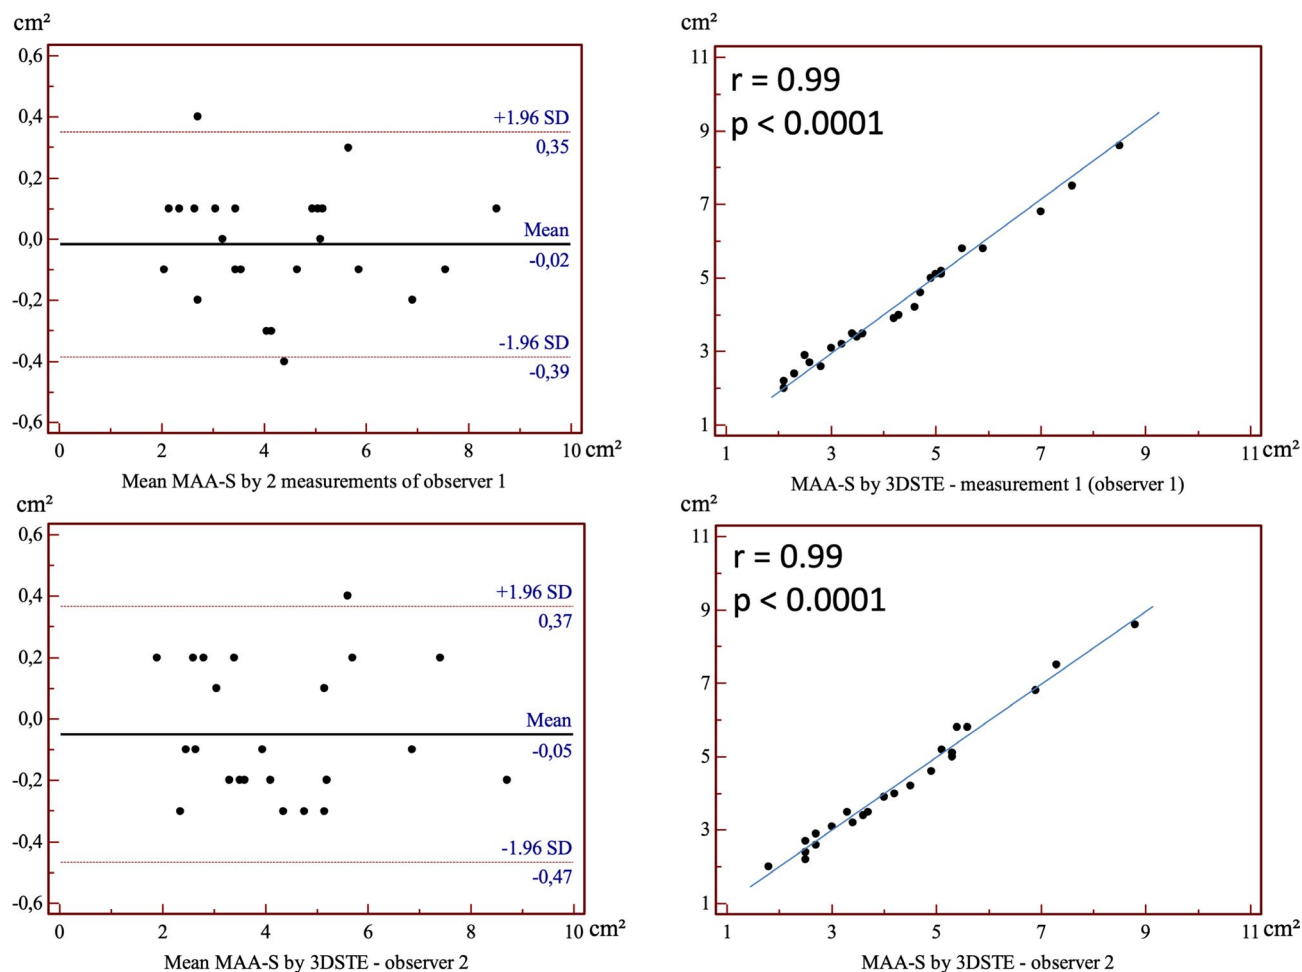 cm²
0,6
0,4
0,2
0,0
-0,2
-0,4
-0,6
+1.96 SD
0,35
Mean
-0,02
-1.96 SD
-0,39
0 2 4 6 8 10 cm²
Mean MAA-S by 2 measurements of observer 1
cm²
r = 0.99
p < 0.0001
11
9
7
5
3
1
1 3 5 7 9 11 cm²
MAA-S by 3DSTE - measurement 1 (observer 1)
cm²
0,6
0,4
0,2
0,0
-0,2
-0,4
-0,6
+1.96 SD
0,37
Mean
-0,05
-1.96 SD
-0,47
0 2 4 6 8 10 cm²
Mean MAA-S by 3DSTE - observer 2
cm²
r = 0.99
p < 0.0001
11
9
7
5
3
1
1 3 5 7 9 11 cm²
MAA-S by 3DSTE - observer 2